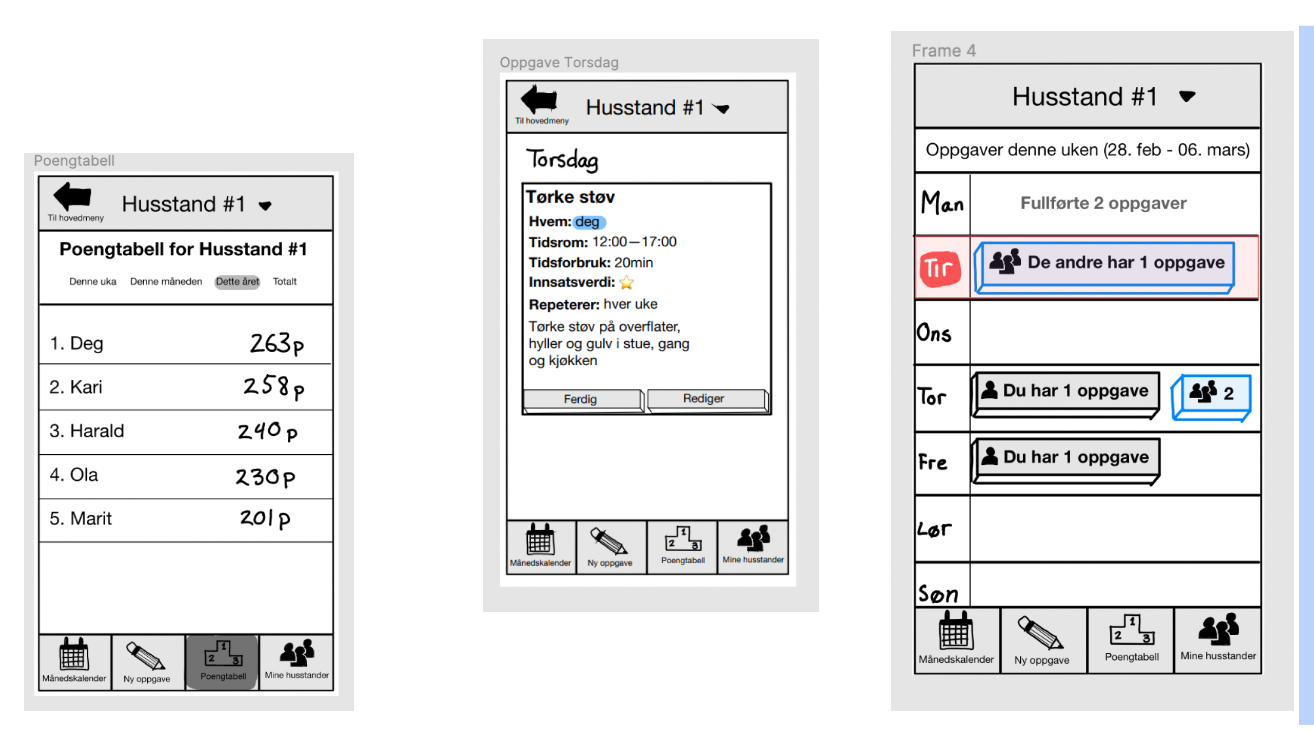 Poengtabell
Til hovedmeny
Husstand #1
Poengtabell for Husstand #1
Denne uka Denne måneden Dette året Totalt
1. Deg 263p
2. Kari 258p
3. Harald 240p
4. Ola 230p
5. Marit 201p
Månedskalender
Ny oppgave
1
2 3
Poengtabell
Mine husstander
Oppgave Torsdag
Til hovedmeny
Husstand #1
Torsdag
Tørke støv
Hvem: deg
Tidsrom: 12:00—17:00
Tidsforbruk: 20min
Innsatsverdi:
Repeterer: hver uke
Tørke støv på overflater,
hyller og gulv i stue, gang
og kjøkken
Ferdig Rediger
Månedskalender
Ny oppgave
1
2 3
Poengtabell
Mine husstander
Frame 4
Husstand #1
Oppgaver denne uken (28. feb - 06. mars)
Man Fullførte 2 oppgaver
Tir De andre har 1 oppgave
Ons
Tor Du har 1 oppgave 2
Fre Du har 1 oppgave
Lør
Søn
Månedskalender
Ny oppgave
1
2 3
Poengtabell
Mine husstander